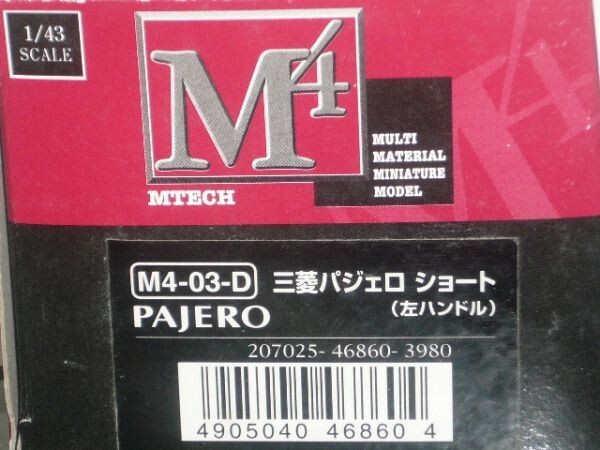 1/43
SCALE
M4
MULTI
MATERIAL
MINIATURE
MODEL
MTECH
M4-03-D 三菱パジェロ ショート
PAJERO (左ハンドル)
207025-46860-3980
4905040 46860 4